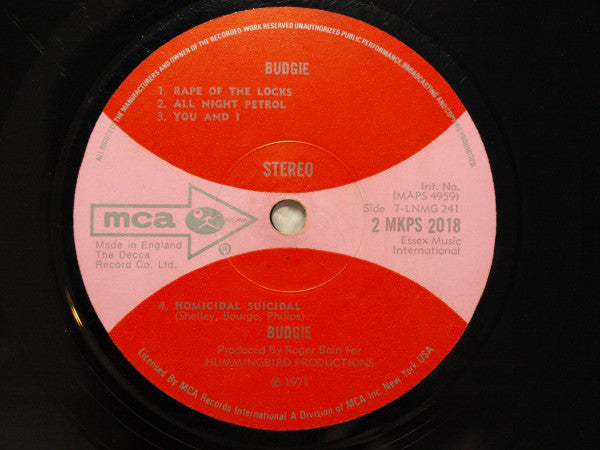 ALL RIGHTS OF THE MANUFACTURERS AND OWNER OF THE RECORDED WORK RESERVED UNAUTHORIZED PUBLIC PERFORMANCE, BROADCASTING AND COPYING PROHIBITED.
BUDGIE
1. RAPE OF THE LOCKS
2. ALL NIGHT PETROL
3. YOU AND I
STEREO
mca
RECORDS
®
Made in England
The Decca
Record Co. Ltd.
Int. No.
(MAPS 4959)
Side 7-LNMG 241
2 MKPS 2018
Essex Music
International
4. HOMICIDAL SUICIDAL
(Shelley, Bourge, Philips)
BUDGIE
Produced By Roger Bain For
HUMMINGBIRD PRODUCTIONS
℗ 1971
Licensed By MCA Records International A Division of MCA Inc. New York USA